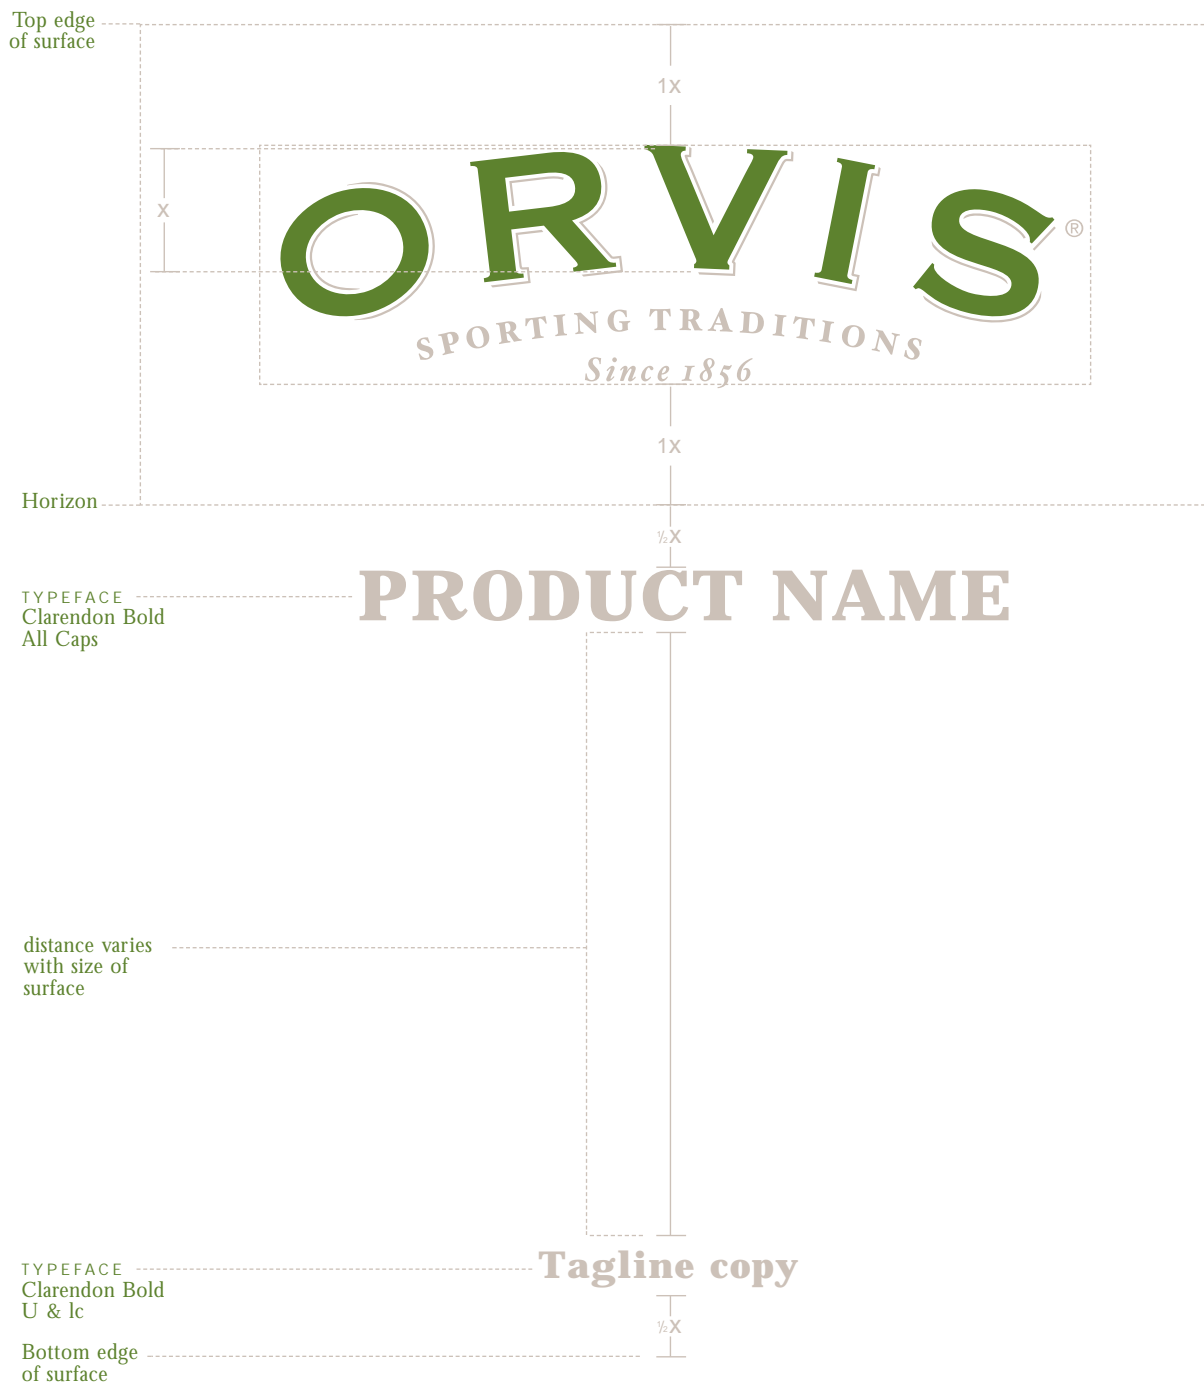 Top edge
of surface
1X
X
ORVIS®
SPORTING TRADITIONS
Since 1856
1X
Horizon
½X
PRODUCT NAME
TYPEFACE
Clarendon Bold
All Caps
distance varies
with size of
surface
Tagline copy
TYPEFACE
Clarendon Bold
U & lc
½X
Bottom edge
of surface